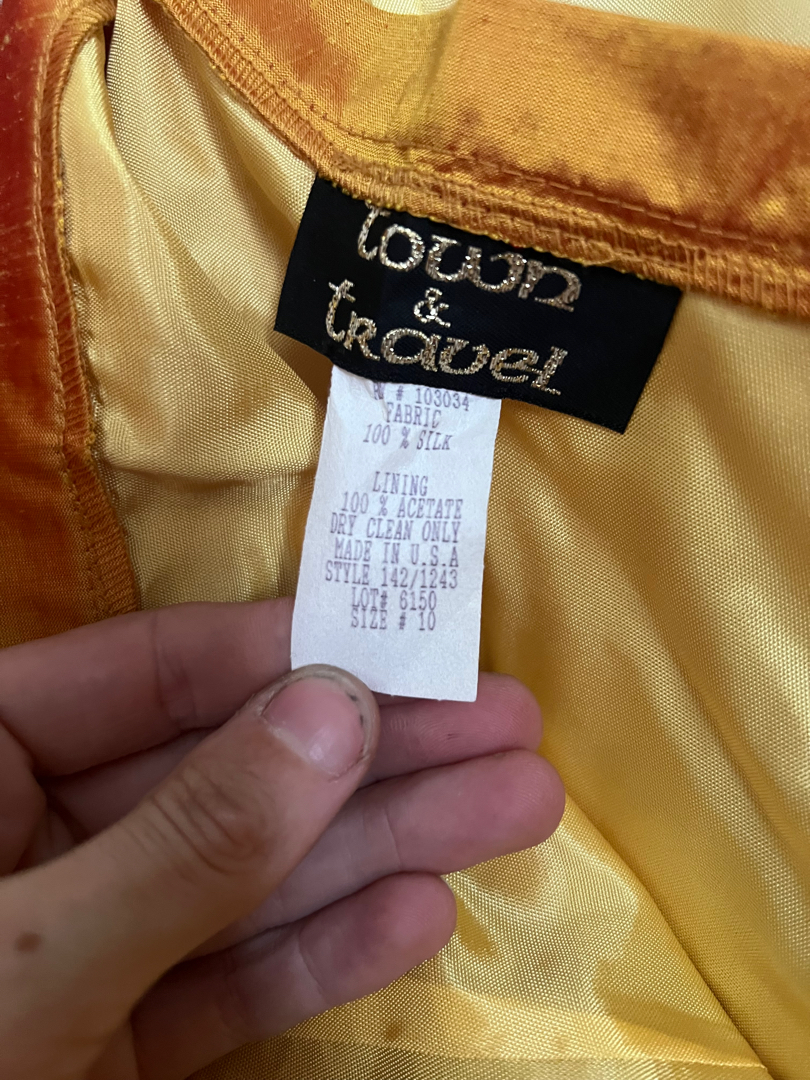 town
&
travel
# 103034
FABRIC
100 % SILK
LINING
100 % ACETATE
DRY CLEAN ONLY
MADE IN U.S.A
STYLE 142/1243
LOT# 6150
SIZE # 10